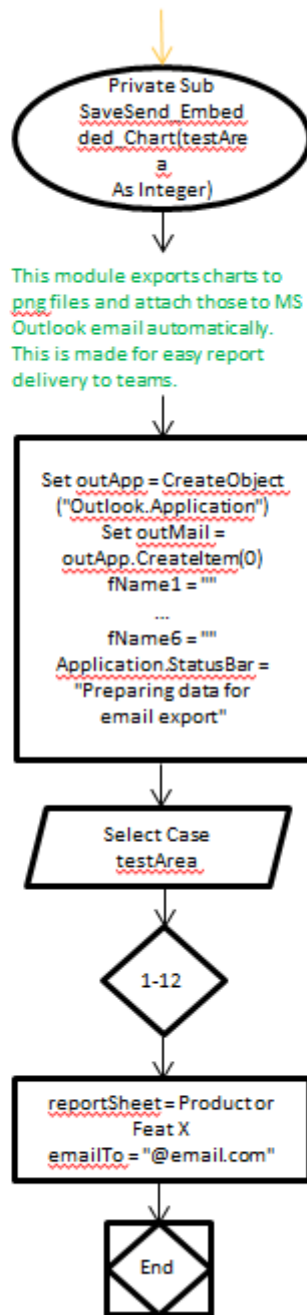 Private Sub
SaveSend_Embed
ded_Chart(testAre
a
As Integer)
This module exports charts to
png files and attach those to MS
Outlook email automatically.
This is made for easy report
delivery to teams.
Set outApp = CreateObject
("Outlook.Application")
Set outMail =
outApp.CreateItem(0)
fName1 = ""
...
fName6 = ""
Application.StatusBar =
"Preparing data for
email export"
Select Case
testArea
1-12
reportSheet = Product or
Feat X
emailTo = "@email.com"
End